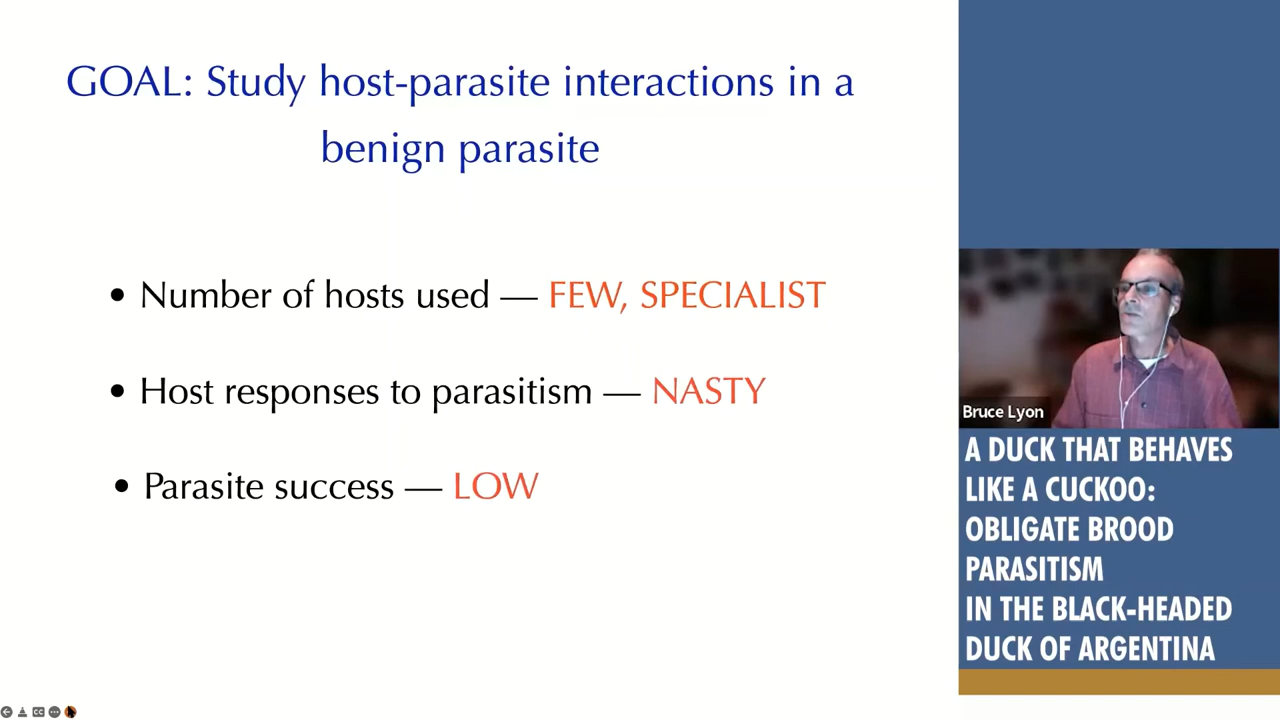 GOAL: Study host-parasite interactions in a
benign parasite
• Number of hosts used — FEW, SPECIALIST
• Host responses to parasitism — NASTY
• Parasite success — LOW
Bruce Lyon
A DUCK THAT BEHAVES
LIKE A CUCKOO:
OBLIGATE BROOD
PARASITISM
IN THE BLACK-HEADED
DUCK OF ARGENTINA